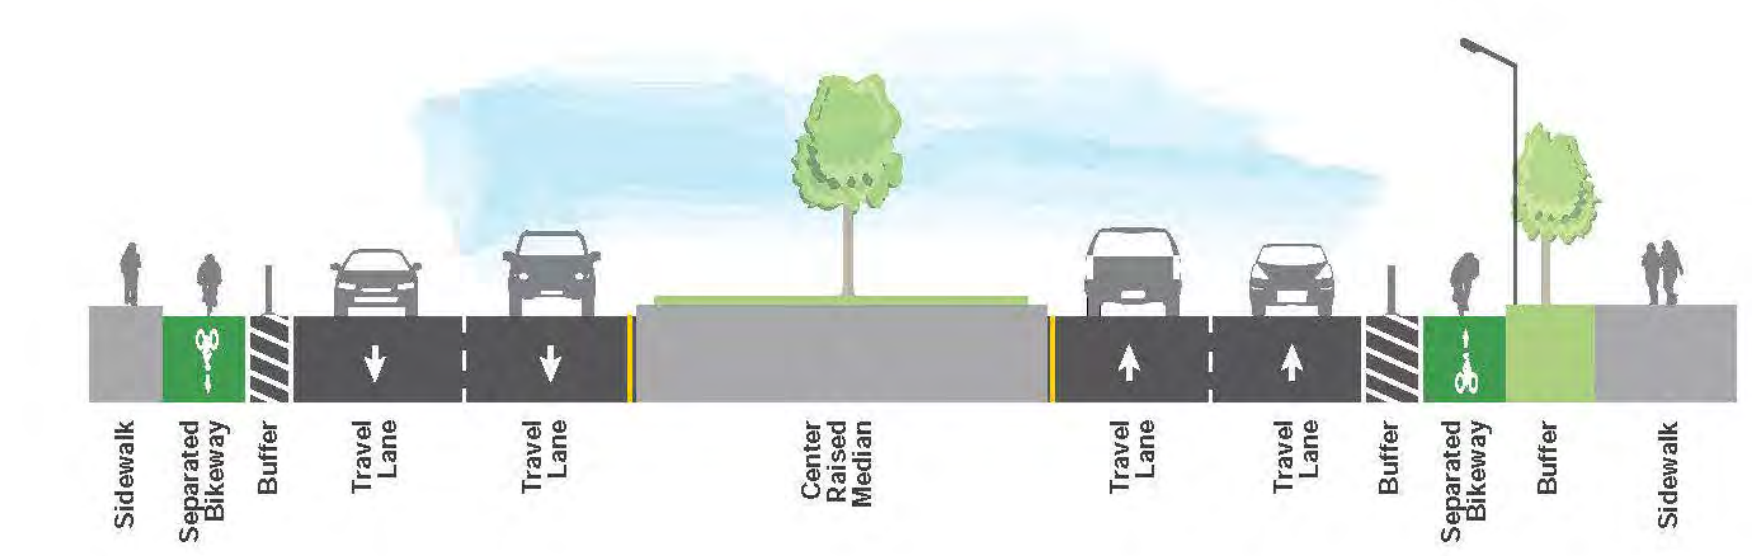 Sidewalk
Separated
Bikeway
Buffer
Travel
Lane
Travel
Lane
Center
Raised
Median
Travel
Lane
Travel
Lane
Buffer
Separated
Bikeway
Buffer
Sidewalk